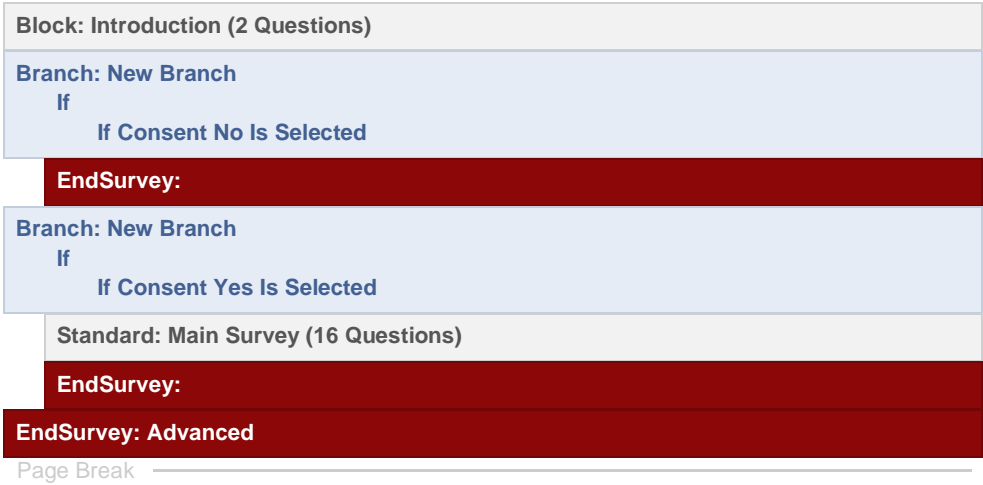 Block: Introduction (2 Questions)
Branch: New Branch
If
If Consent No Is Selected
EndSurvey:
Branch: New Branch
If
If Consent Yes Is Selected
Standard: Main Survey (16 Questions)
EndSurvey:
EndSurvey: Advanced
Page Break